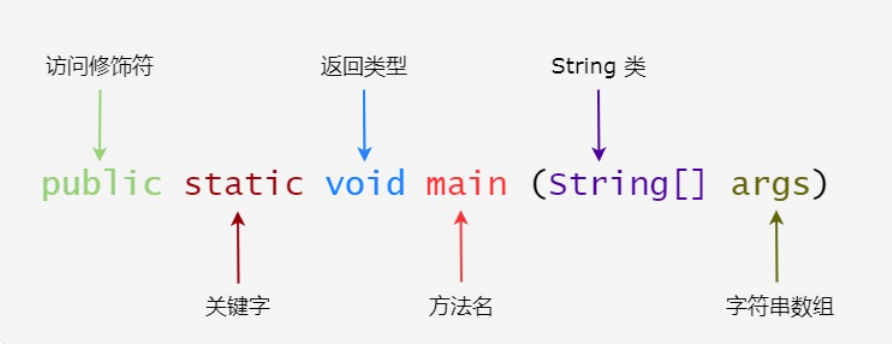 访问修饰符 返回类型 String 类
public static void main (String[] args)
关键字 方法名 字符串数组